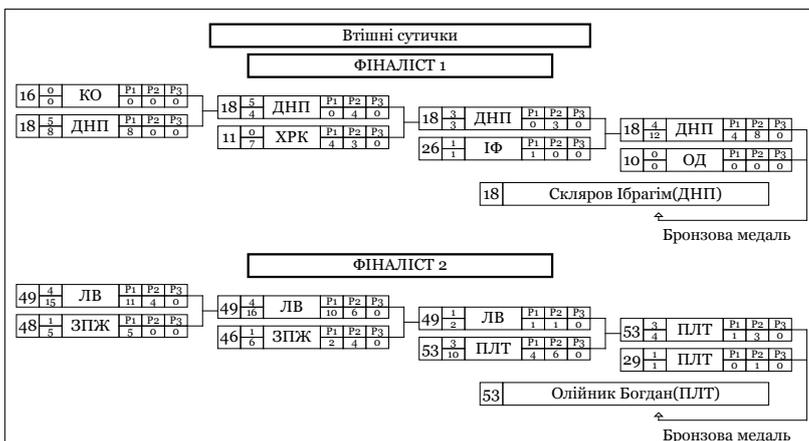 Втішні сутички
ФІНАЛІСТ 1
16 0 0 КО P1 P2 P3 0 0 0
18 5 8 ДНП P1 P2 P3 8 0 0
18 5 4 ДНП P1 P2 P3 0 4 0
11 0 7 ХРК P1 P2 P3 4 3 0
18 3 3 ДНП P1 P2 P3 0 3 0
26 1 1 ІФ P1 P2 P3 1 0 0
18 4 12 ДНП P1 P2 P3 4 8 0
10 0 0 ОД P1 P2 P3 0 0 0
18 Скляров Ібрагім(ДНП)
Бронзова медаль
ФІНАЛІСТ 2
49 4 15 ЛВ P1 P2 P3 11 4 0
48 1 5 ЗПЖ P1 P2 P3 5 0 0
49 4 16 ЛВ P1 P2 P3 10 6 0
46 1 6 ЗПЖ P1 P2 P3 2 4 0
49 1 2 ЛВ P1 P2 P3 1 1 0
53 3 10 ПЛТ P1 P2 P3 4 6 0
53 3 4 ПЛТ P1 P2 P3 1 3 0
29 1 1 ПЛТ P1 P2 P3 0 1 0
53 Олійник Богдан(ПЛТ)
Бронзова медаль